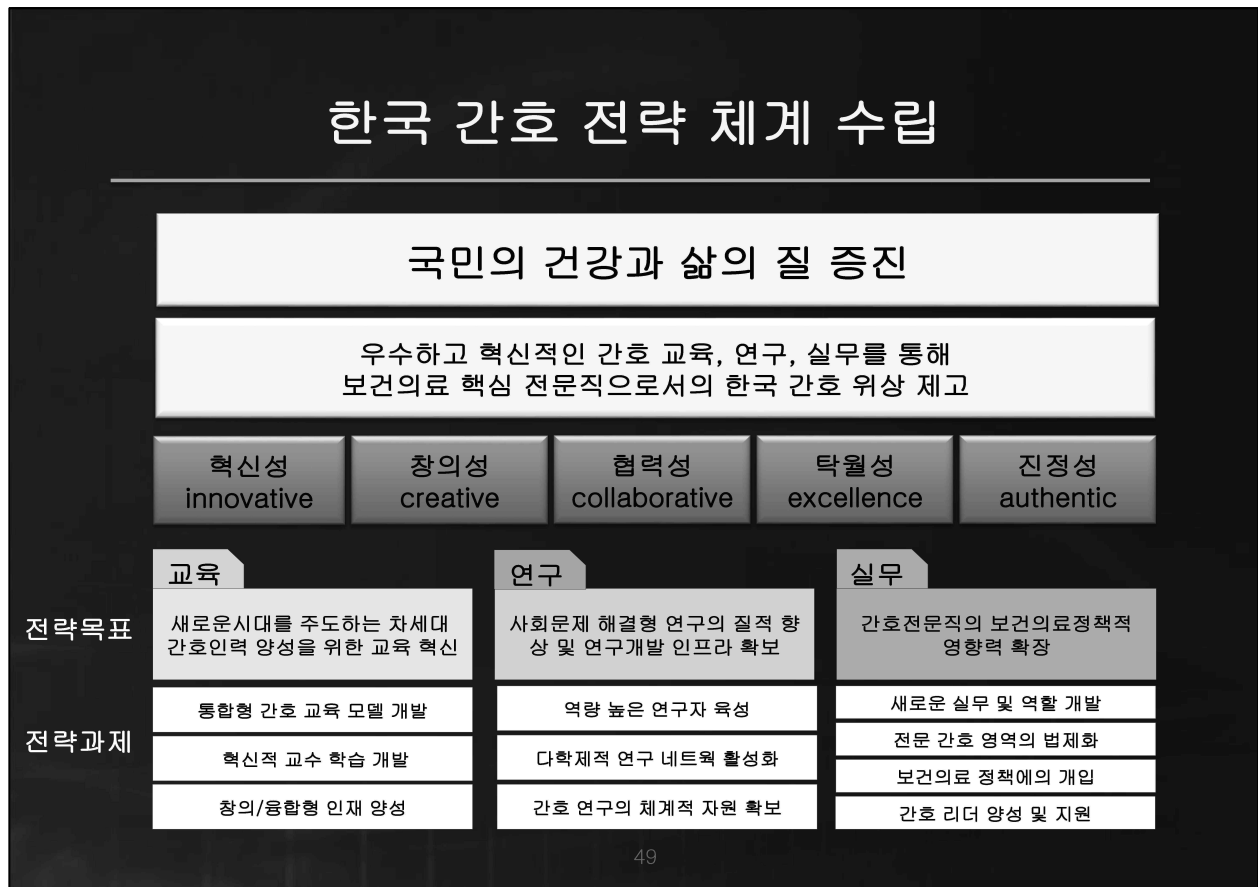 한국 간호 전략 체계 수립
국민의 건강과 삶의 질 증진
우수하고 혁신적인 간호 교육, 연구, 실무를 통해
보건의료 핵심 전문직으로서의 한국 간호 위상 제고
혁신성
innovative
창의성
creative
협력성
collaborative
탁월성
excellence
진정성
authentic
전략목표
교육
새로운시대를 주도하는 차세대
간호인력 양성을 위한 교육 혁신
연구
사회문제 해결형 연구의 질적 향
상 및 연구개발 인프라 확보
실무
간호전문직의 보건의료정책적
영향력 확장
전략과제
통합형 간호 교육 모델 개발
혁신적 교수 학습 개발
창의/융합형 인재 양성
역량 높은 연구자 육성
다학제적 연구 네트웍 활성화
간호 연구의 체계적 자원 확보
새로운 실무 및 역할 개발
전문 간호 영역의 법제화
보건의료 정책에의 개입
간호 리더 양성 및 지원
49